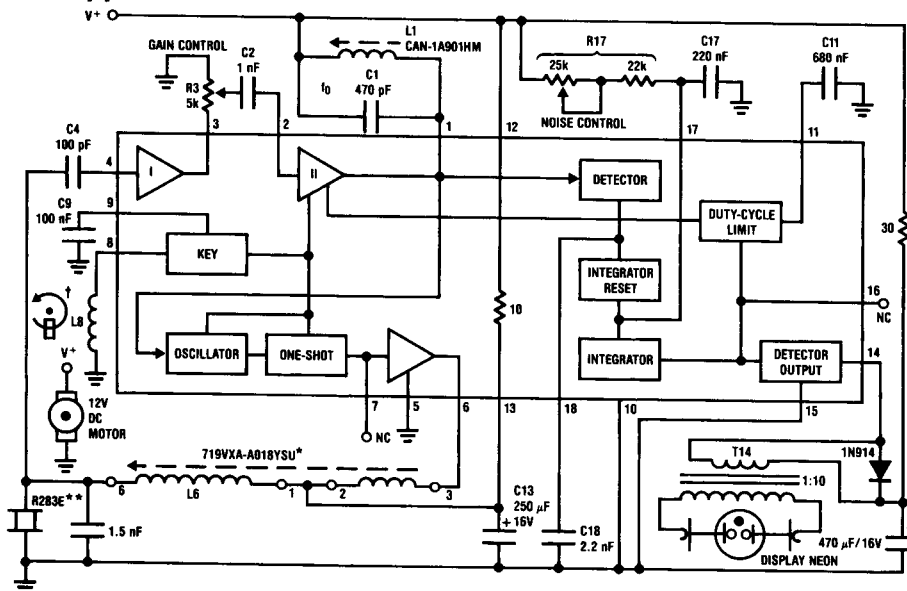 V+
L1
CAN-1A901HM
GAIN CONTROL
C2
1 nF
R3
5k
f₀
C1
470 pF
R17
25k
22k
NOISE CONTROL
C17
220 nF
C11
680 nF
C4
100 pF
4
I
3
2
II
1
12
17
11
DETECTOR
DUTY-CYCLE
LIMIT
30
C9
100 nF
9
8
KEY
†
L8
10
INTEGRATOR
RESET
16
NC
OSCILLATOR
ONE-SHOT
INTEGRATOR
DETECTOR
OUTPUT
14
V+
12V
DC
MOTOR
7
5
6
13
18
10
15
NC
719VXA-A018YSU*
T14
1N914
1:10
R283E**
6
L6
1
2
3
1.5 nF
C13
250 µF
+ 16V
C18
2.2 nF
DISPLAY NEON
470 µF/16V